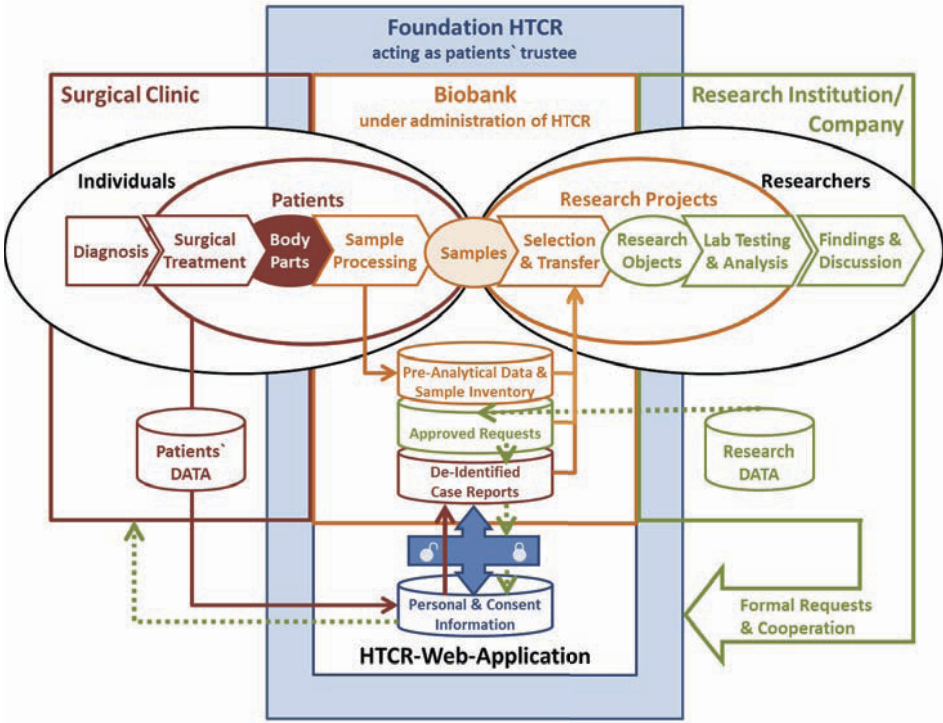 Foundation HTCR
acting as patients` trustee
Surgical Clinic
Biobank
under administration of HTCR
Research Institution/
Company
Individuals
Patients
Research Projects
Researchers
Diagnosis
Surgical
Treatment
Body
Parts
Sample
Processing
Samples
Selection
& Transfer
Research
Objects
Lab Testing
& Analysis
Findings &
Discussion
Pre-Analytical Data &
Sample Inventory
Approved Requests
De-Identified
Case Reports
Patients`
DATA
Research
DATA
Personal & Consent
Information
Formal Requests
& Cooperation
HTCR-Web-Application